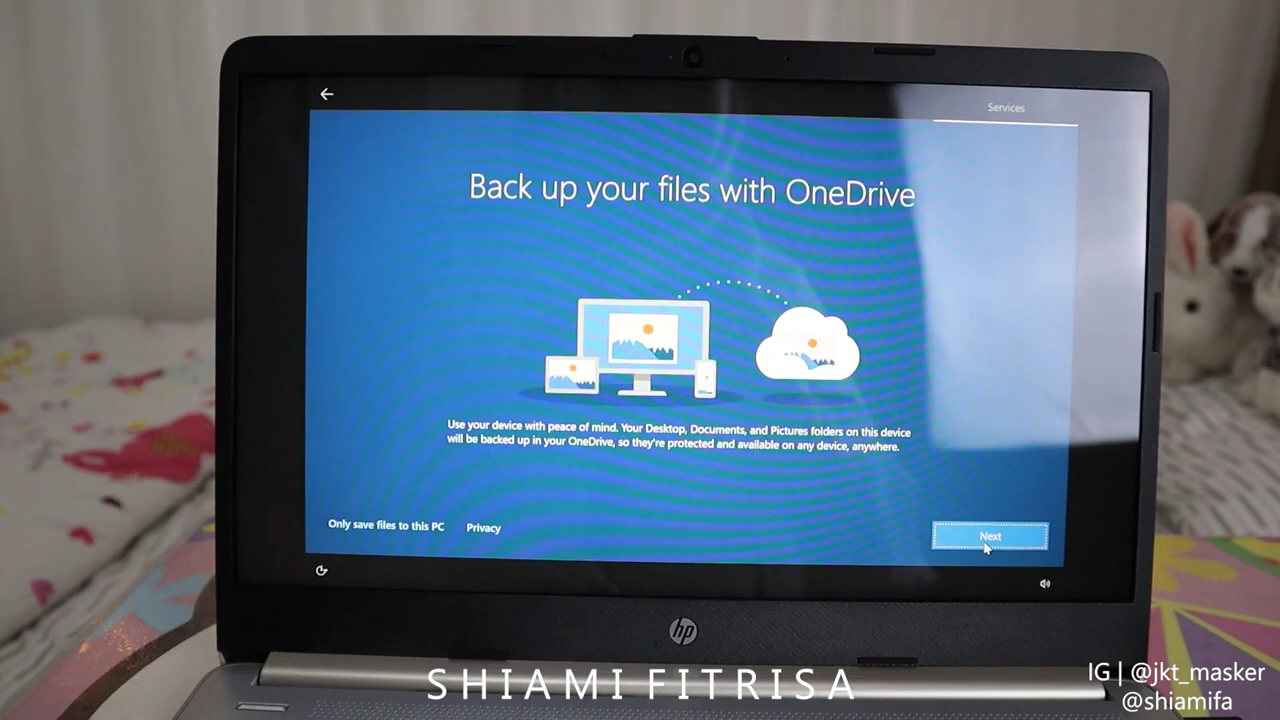 Services
Back up your files with OneDrive
Use your device with peace of mind. Your Desktop, Documents, and Pictures folders on this device
will be backed up in your OneDrive, so they're protected and available on any device, anywhere.
Only save files to this PC
Privacy
Next
hp
SHIAMI FITRISA
IG | @jkt_masker
@shiamifa